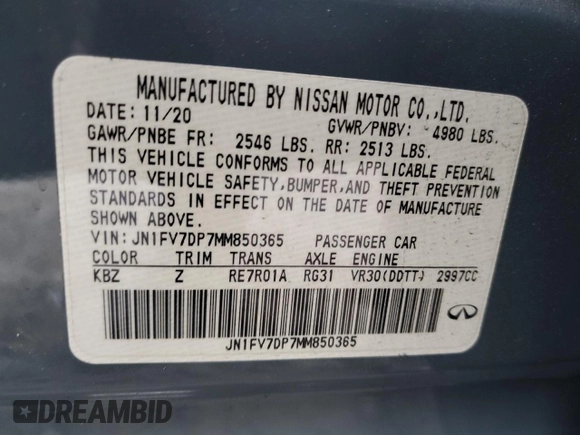 MANUFACTURED BY NISSAN MOTOR CO.,LTD.
DATE: 11/20 GVWR/PNBV: 4980 LBS.
GAWR/PNBE FR: 2546 LBS. RR: 2513 LBS.
THIS VEHICLE CONFORMS TO ALL APPLICABLE FEDERAL
MOTOR VEHICLE SAFETY,BUMPER,AND THEFT PREVENTION
STANDARDS IN EFFECT ON THE DATE OF MANUFACTURE
SHOWN ABOVE.
VIN:JN1FV7DP7MM850365 PASSENGER CAR
COLOR TRIM TRANS AXLE ENGINE
KBZ Z RE7R01A RG31 VR30(DDTT) 2997CC
JN1FV7DP7MM850365
DREAMBID